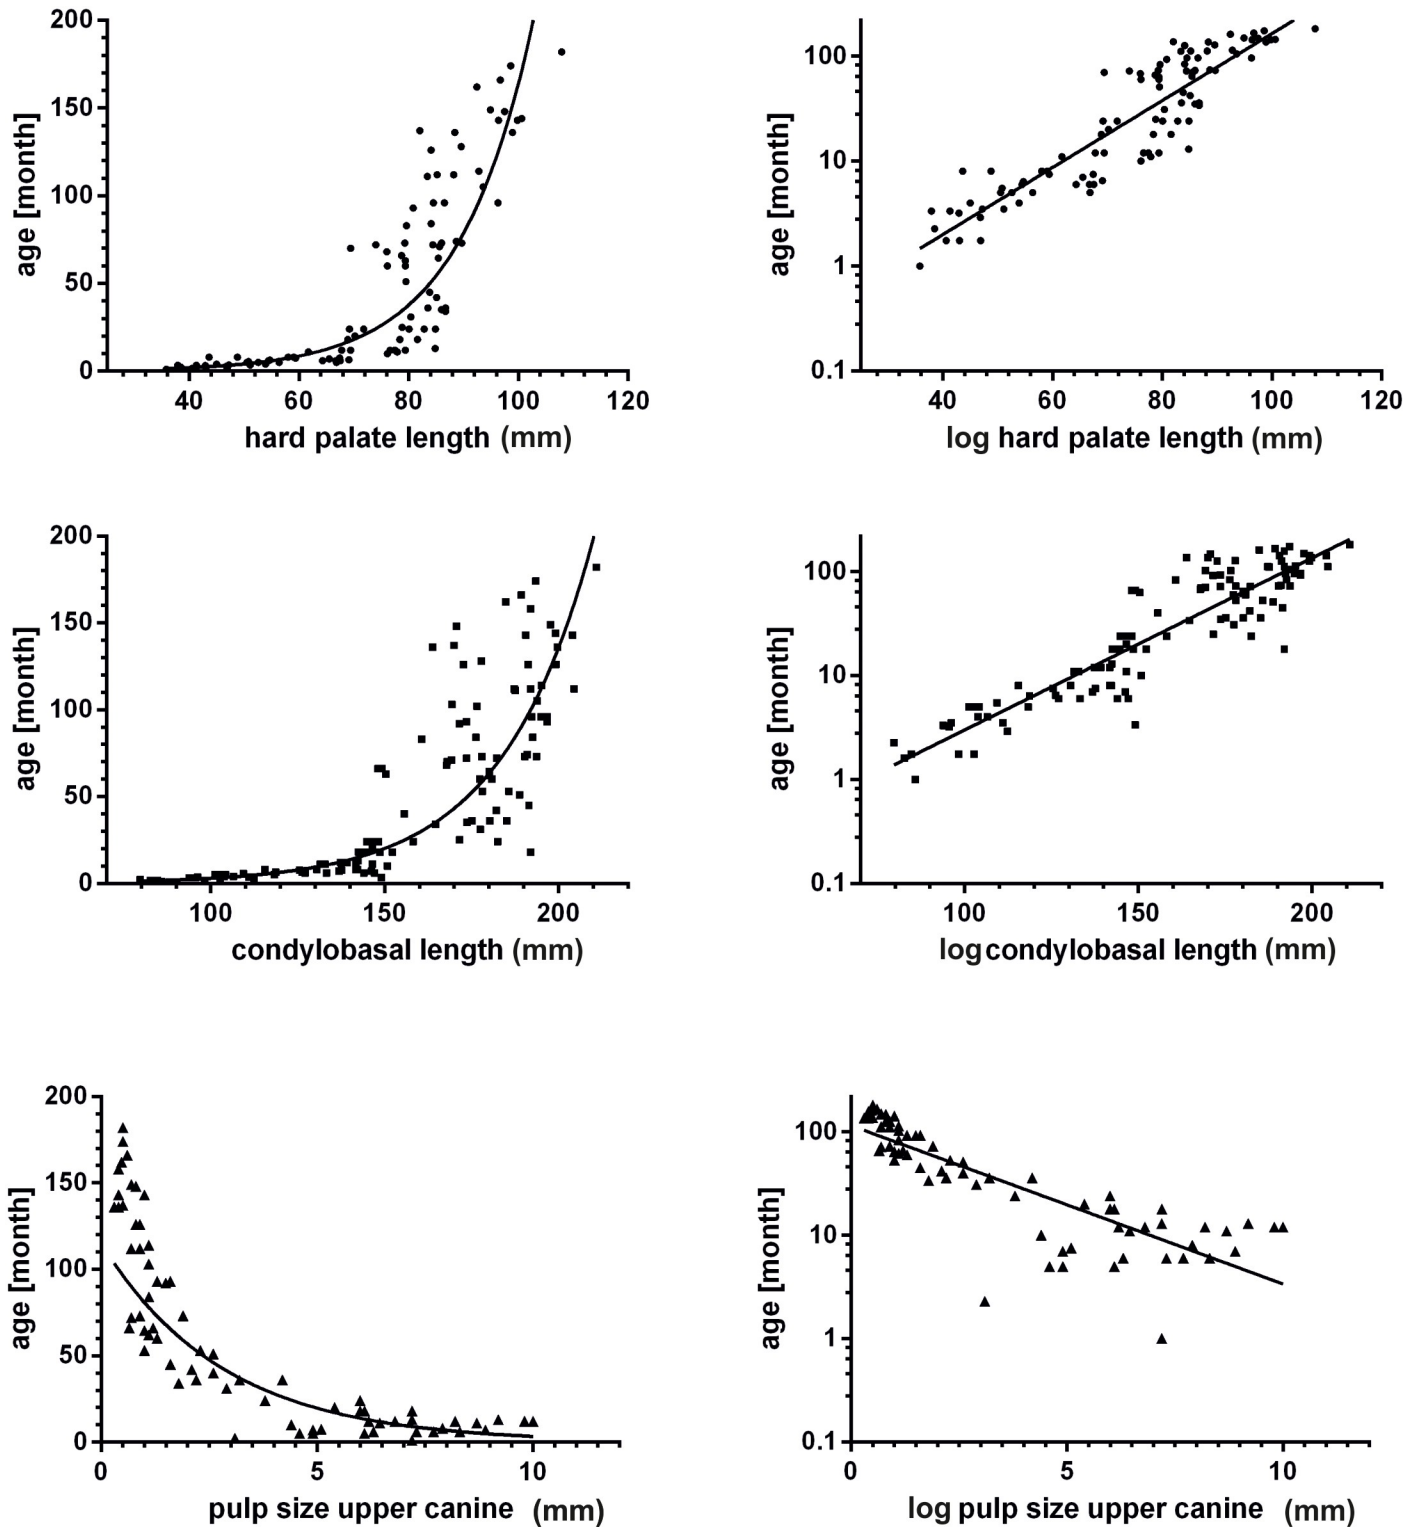 200
150
100
50
0
age [month]
40 60 80 100 120
hard palate length (mm)
100
10
1
0.1
age [month]
40 60 80 100 120
log hard palate length (mm)
200
150
100
50
0
age [month]
100 150 200
condylobasal length (mm)
100
10
1
0.1
age [month]
100 150 200
log condylobasal length (mm)
200
150
100
50
0
age [month]
0 5 10
pulp size upper canine (mm)
100
10
1
0.1
age [month]
0 5 10
log pulp size upper canine (mm)